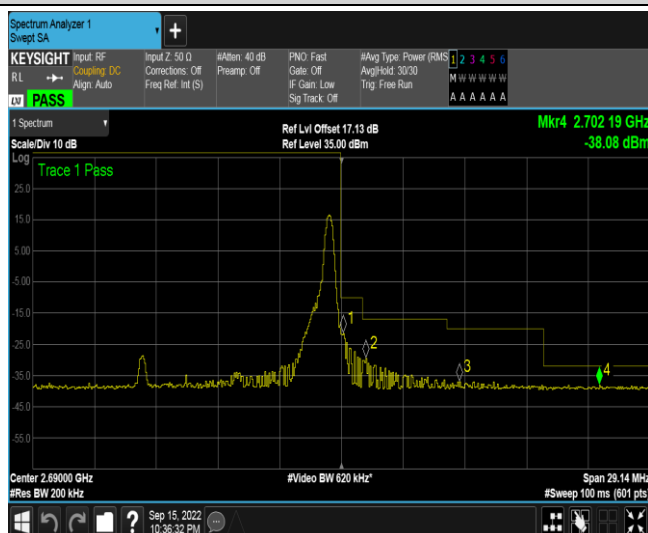 Spectrum Analyzer 1
Swept SA
KEYSIGHT
RL
LXI PASS
Input: RF
Coupling: DC
Align: Auto
Input Z: 50 Ω
Corrections: Off
Freq Ref: Int (S)
#Atten: 40 dB
Preamp: Off
PNO: Fast
Gate: Off
IF Gain: Low
Sig Track: Off
#Avg Type: Power (RMS
Avg|Hold: 30/30
Trig: Free Run
1 2 3 4 5 6
M W W W W W
A A A A A A
1 Spectrum
Scale/Div 10 dB
Ref Lvl Offset 17.13 dB
Ref Level 35.00 dBm
Mkr4 2.702 19 GHz
-38.08 dBm
Log
Trace 1 Pass
25.0
15.0
5.00
-5.00
-15.0
-25.0
-35.0
-45.0
-55.0
1
2
3
4
Center 2.69000 GHz
#Res BW 200 kHz
#Video BW 620 kHz*
Span 29.14 MHz
#Sweep 100 ms (601 pts)
?
Sep 15, 2022
10:36:32 PM